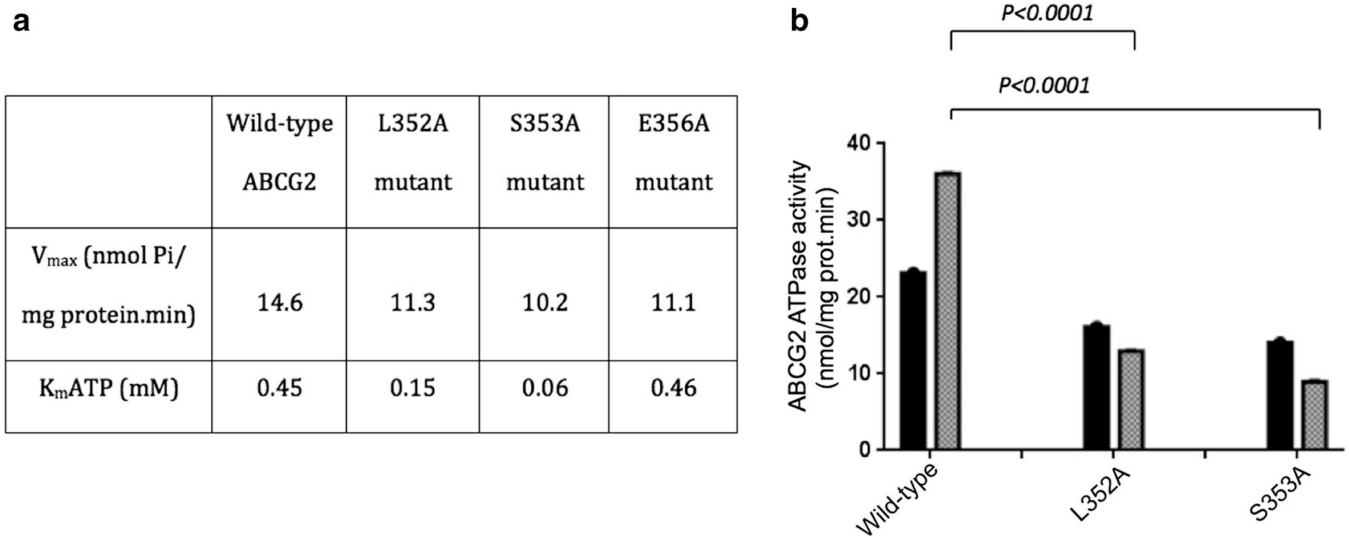 a
Wild-type ABCG2
L352A mutant
S353A mutant
E356A mutant
Vmax (nmol Pi/ mg protein.min)
14.6
11.3
10.2
11.1
KmATP (mM)
0.45
0.15
0.06
0.46
b
P<0.0001
P<0.0001
ABCG2 ATPase activity
(nmol/mg prot.min)
40
30
20
10
0
Wild-type
L352A
S353A